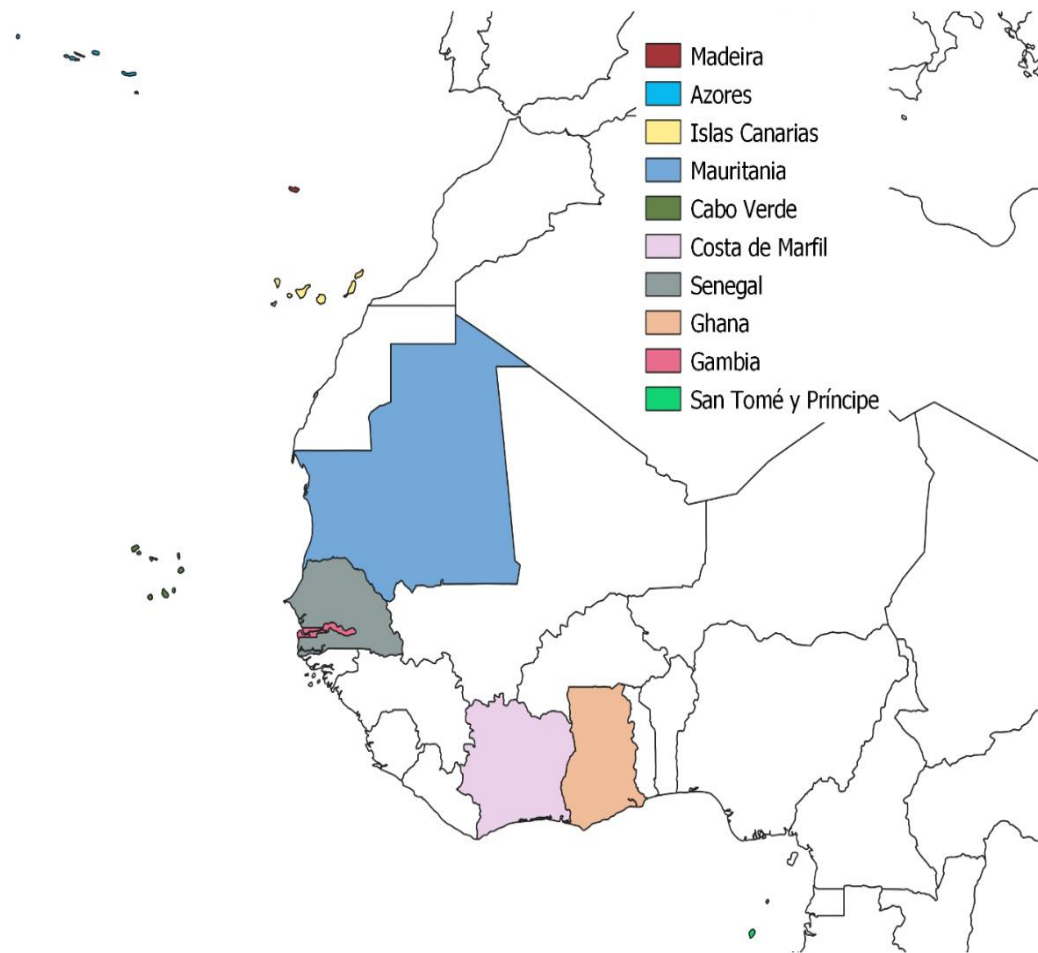 Madeira
Azores
Islas Canarias
Mauritania
Cabo Verde
Costa de Marfil
Senegal
Ghana
Gambia
San Tomé y Príncipe